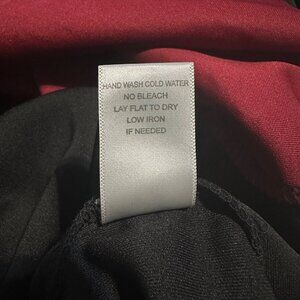 HAND WASH COLD WATER
NO BLEACH
LAY FLAT TO DRY
LOW IRON
IF NEEDED